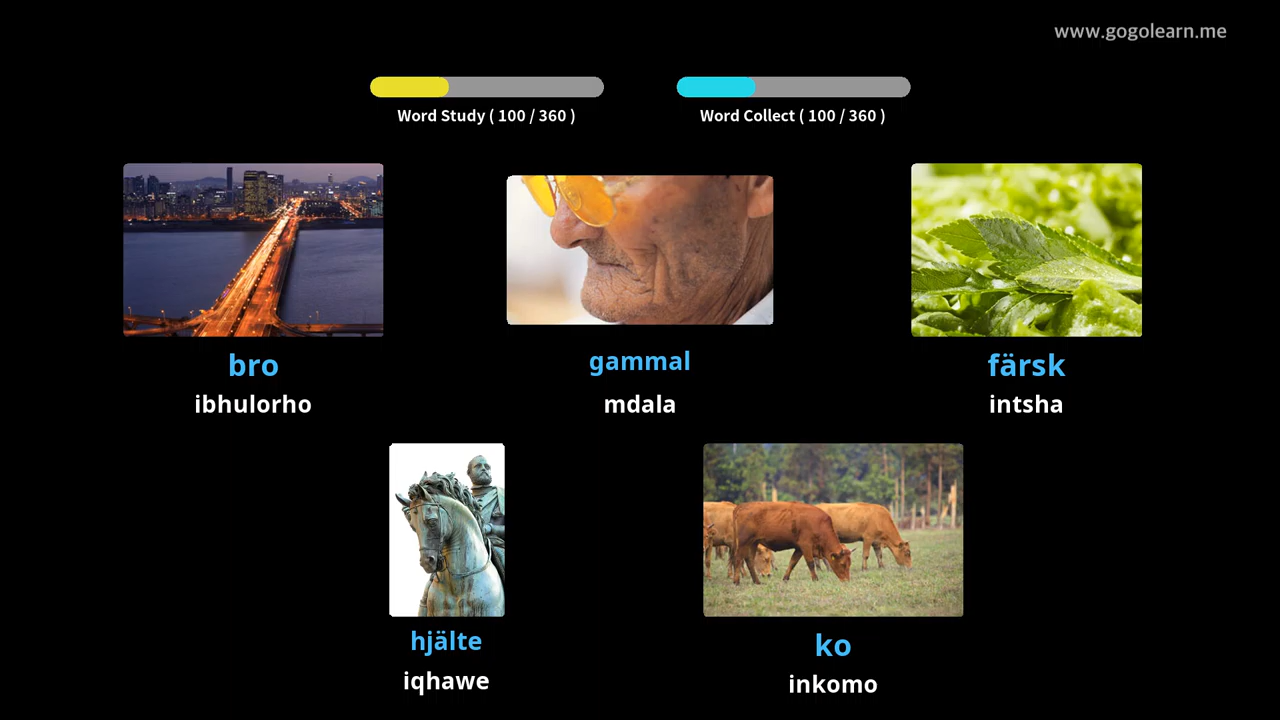 www.gogolearn.me
Word Study ( 100 / 360 )
Word Collect ( 100 / 360 )
bro
ibhulorho
gammal
mdala
färsk
intsha
hjälte
iqhawe
ko
inkomo